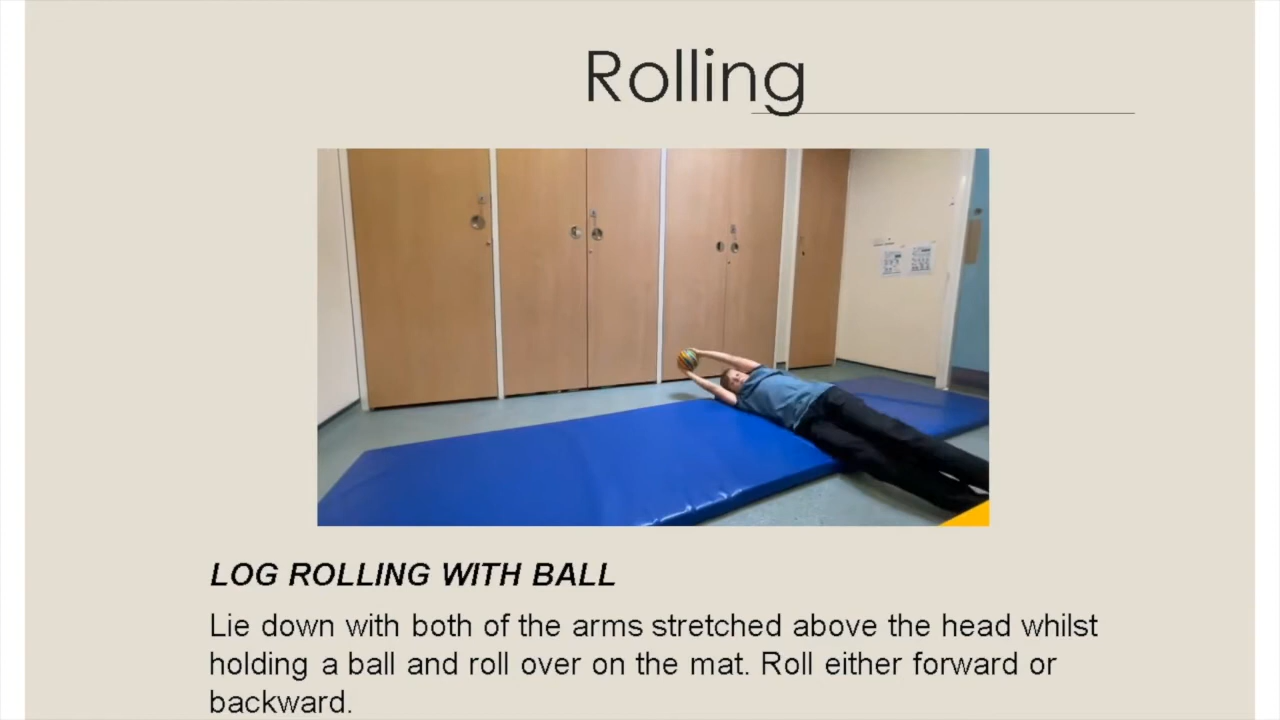 Rolling
LOG ROLLING WITH BALL
Lie down with both of the arms stretched above the head whilst
holding a ball and roll over on the mat. Roll either forward or
backward.